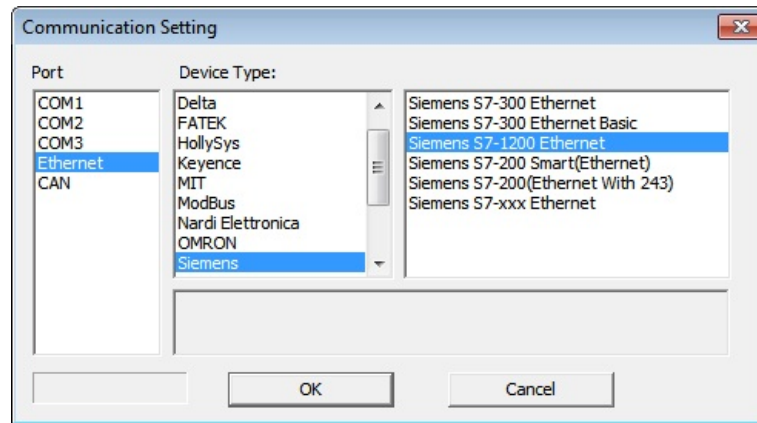 Communication Setting
Port
Device Type:
COM1
COM2
COM3
Ethernet
CAN
Delta
FATEK
HollySys
Keyence
MIT
ModBus
Nardi Elettronica
OMRON
Siemens
Siemens S7-300 Ethernet
Siemens S7-300 Ethernet Basic
Siemens S7-1200 Ethernet
Siemens S7-200 Smart(Ethernet)
Siemens S7-200(Ethernet With 243)
Siemens S7-xxx Ethernet
OK
Cancel